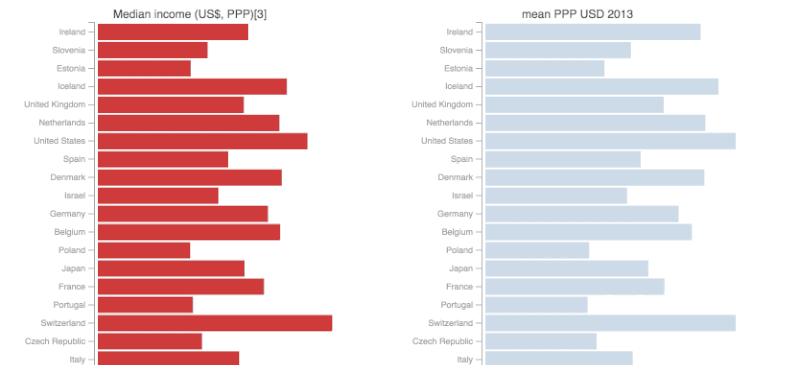 Median income (US$, PPP)[3]
Ireland
Slovenia
Estonia
Iceland
United Kingdom
Netherlands
United States
Spain
Denmark
Israel
Germany
Belgium
Poland
Japan
France
Portugal
Switzerland
Czech Republic
Italy
mean PPP USD 2013
Ireland
Slovenia
Estonia
Iceland
United Kingdom
Netherlands
United States
Spain
Denmark
Israel
Germany
Belgium
Poland
Japan
France
Portugal
Switzerland
Czech Republic
Italy